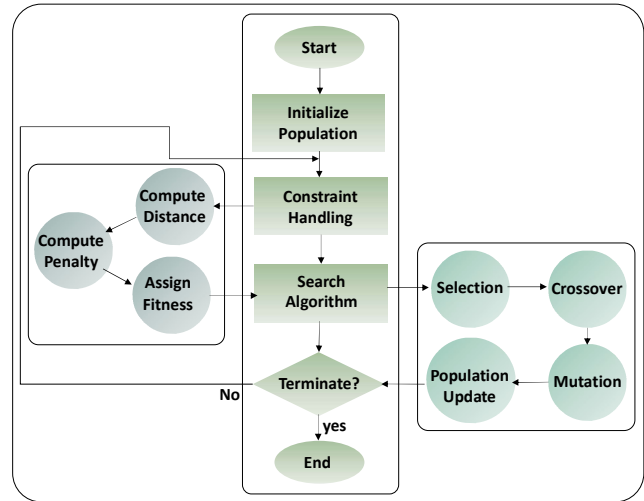 Start
Initialize
Population
Constraint
Handling
Compute
Distance
Compute
Penalty
Assign
Fitness
Search
Algorithm
Selection
Crossover
Mutation
Population
Update
Terminate?
No
yes
End